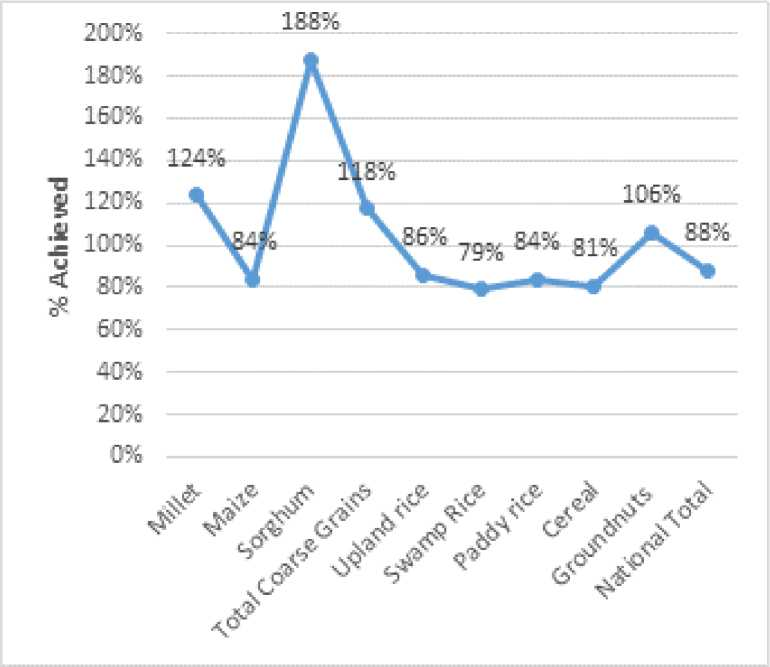 200%
180%
160%
140%
120%
100%
80%
60%
40%
20%
0%
% Achieved
124%
84%
188%
118%
86%
79%
84%
81%
106%
88%
Millet
Maize
Sorghum
Total Coarse Grains
Upland rice
Swamp Rice
Paddy rice
Cereal
Groundnuts
National Total